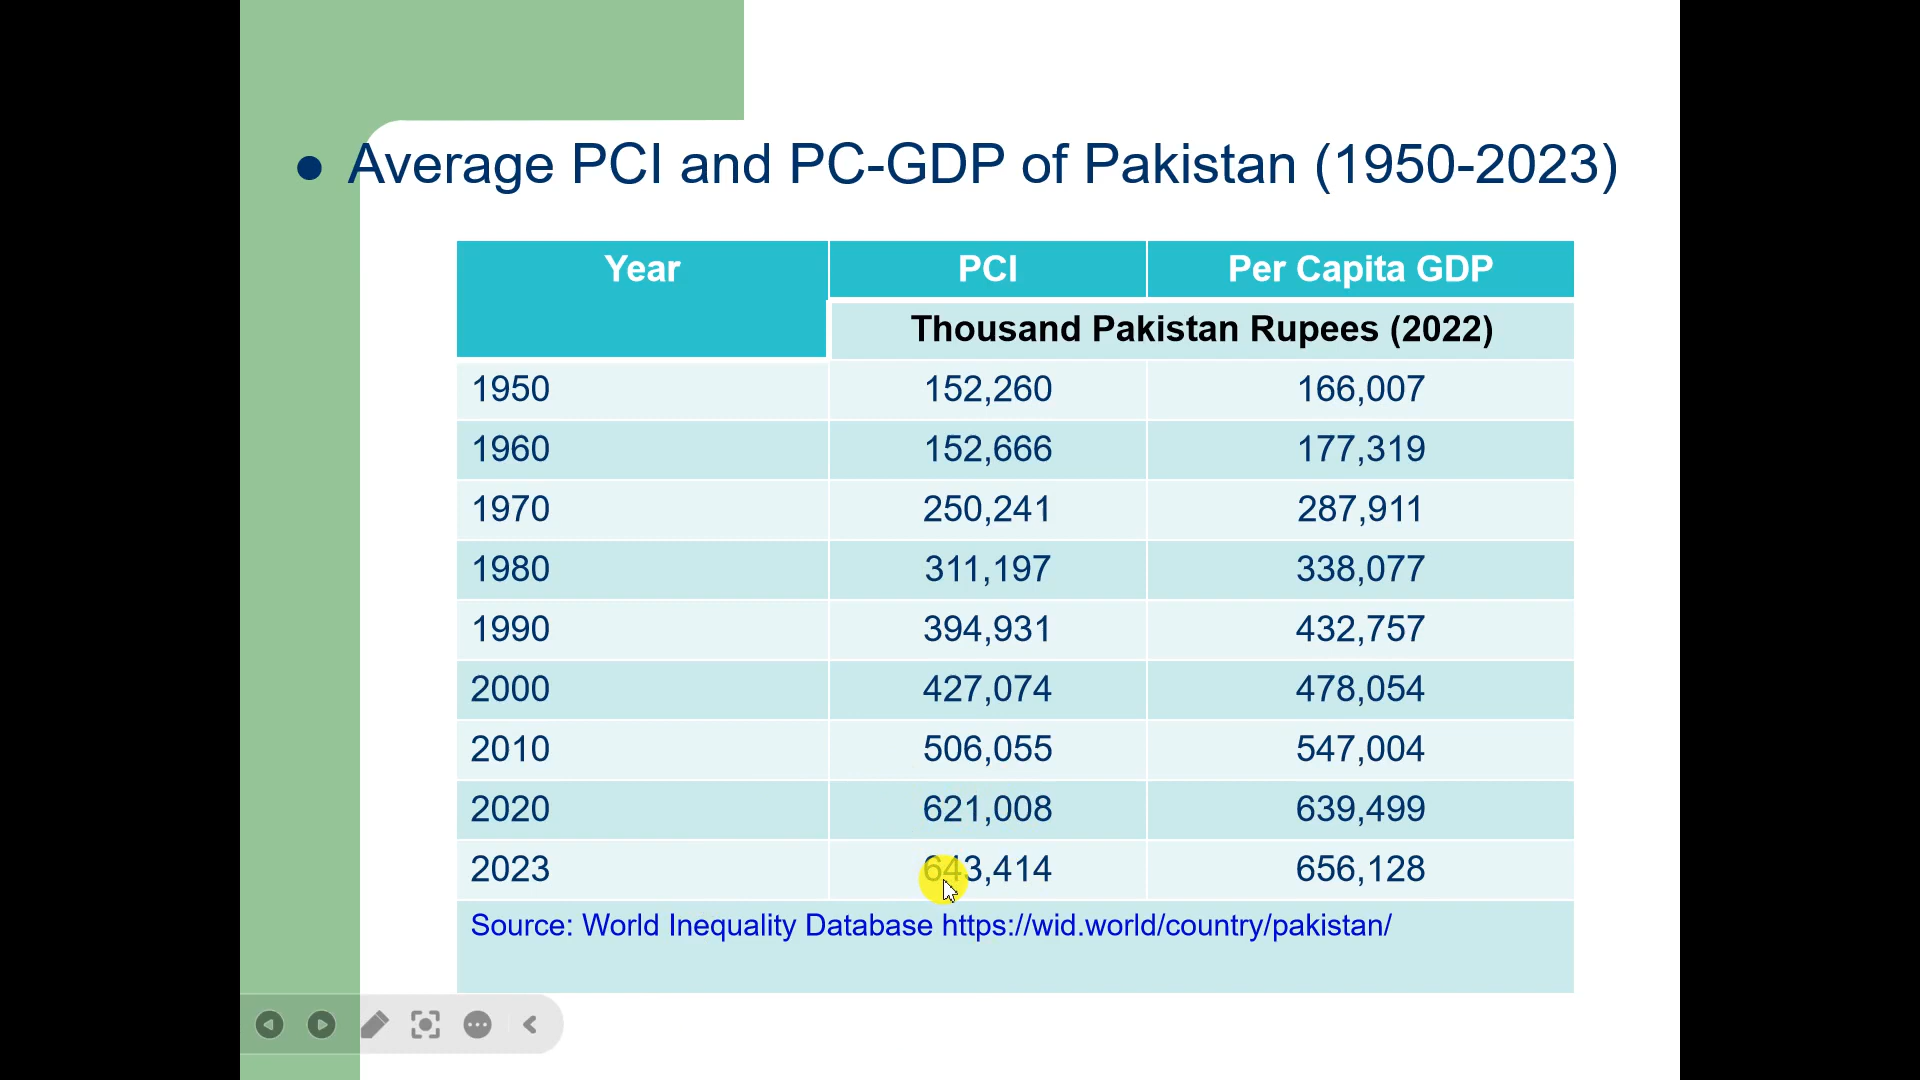 Average PCI and PC-GDP of Pakistan (1950-2023)
Year PCI Per Capita GDP
Thousand Pakistan Rupees (2022)
1950 152,260 166,007
1960 152,666 177,319
1970 250,241 287,911
1980 311,197 338,077
1990 394,931 432,757
2000 427,074 478,054
2010 506,055 547,004
2020 621,008 639,499
2023 643,414 656,128
Source: World Inequality Database https://wid.world/country/pakistan/